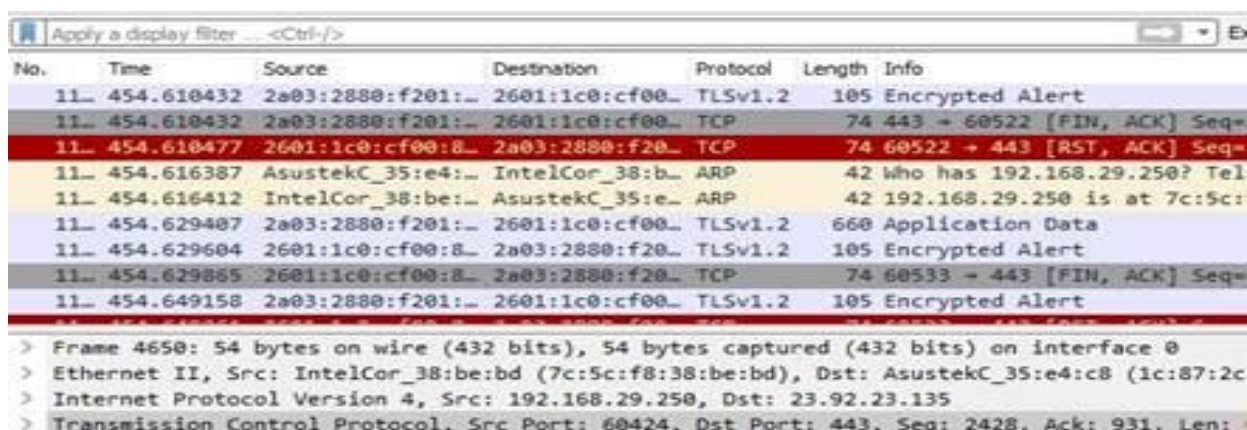 Apply a display filter ... <Ctrl-/>
No. Time Source Destination Protocol Length Info
11… 454.610432 2a03:2880:f201:… 2601:1c0:cf00… TLSv1.2 105 Encrypted Alert
11… 454.610432 2a03:2880:f201:… 2601:1c0:cf00… TCP 74 443 → 60522 [FIN, ACK] Seq=
11… 454.610477 2601:1c0:cf00:8… 2a03:2880:f20… TCP 74 60522 → 443 [RST, ACK] Seq=
11… 454.616387 AsustekC_35:e4:… IntelCor_38:b… ARP 42 Who has 192.168.29.250? Tel
11… 454.616412 IntelCor_38:be:… AsustekC_35:e… ARP 42 192.168.29.250 is at 7c:5c:
11… 454.629407 2a03:2880:f201:… 2601:1c0:cf00… TLSv1.2 660 Application Data
11… 454.629604 2601:1c0:cf00:8… 2a03:2880:f20… TLSv1.2 105 Encrypted Alert
11… 454.629865 2601:1c0:cf00:8… 2a03:2880:f20… TCP 74 60533 → 443 [FIN, ACK] Seq=
11… 454.649158 2a03:2880:f201:… 2601:1c0:cf00… TLSv1.2 105 Encrypted Alert
> Frame 4650: 54 bytes on wire (432 bits), 54 bytes captured (432 bits) on interface 0
> Ethernet II, Src: IntelCor_38:be:bd (7c:5c:f8:38:be:bd), Dst: AsustekC_35:e4:c8 (1c:87:2c
> Internet Protocol Version 4, Src: 192.168.29.250, Dst: 23.92.23.135
> Transmission Control Protocol, Src Port: 60424, Dst Port: 443, Seq: 2428, Ack: 931, Len: